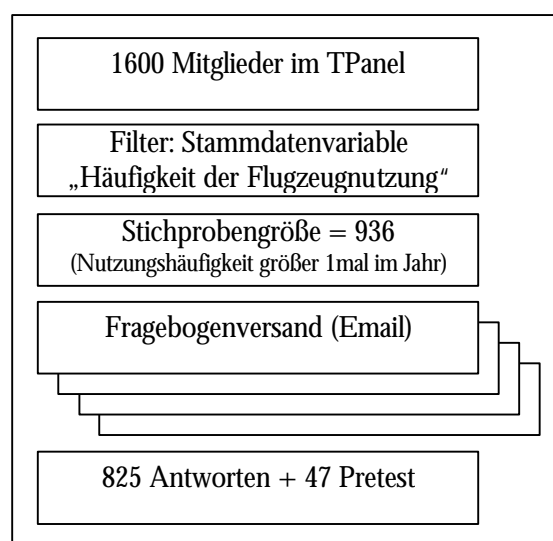 1600 Mitglieder im TPanel
Filter: Stammdatenvariable
„Häufigkeit der Flugzeugnutzung“
Stichprobengröße = 936
(Nutzungshäufigkeit größer 1mal im Jahr)
Fragebogenversand (Email)
825 Antworten + 47 Pretest